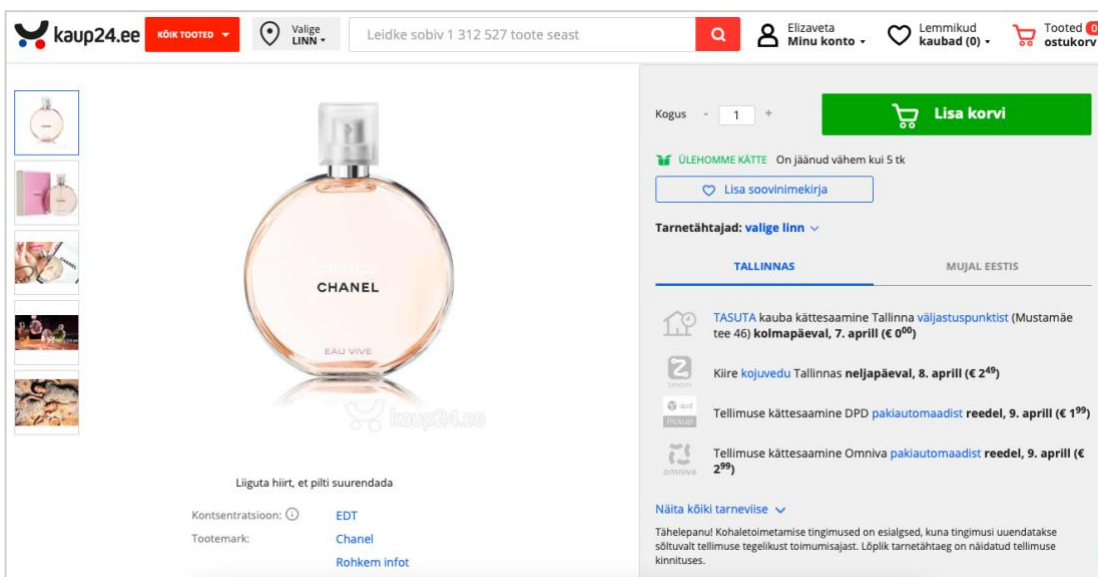 kaup24.ee
KÕIK TOOTED
Valige
LINN
Leidke sobiv 1 312 527 toote seast
Elizaveta
Minu konto
Lemmikud
kaubad (0)
Tooted 0
ostukorv
CHANCE
CHANEL
EAU VIVE
kaup24.ee
Liiguta hiirt, et pilti suurendada
Kontsentratsioon: EDT
Tootemark: Chanel
Rohkem infot
Kogus - 1 +
Lisa korvi
ÜLEHOMME KÄTTE On jäänud vähem kui 5 tk
Lisa soovinimekirja
Tarnetähtajad: valige linn
TALLINNAS
MUJAL EESTIS
TASUTA kauba kättesaamine Tallinna väljastuspunktist (Mustamäe
tee 46) kolmapäeval, 7. aprill (€ 0⁰⁰)
Kiire kojuvedu Tallinnas neljapäeval, 8. aprill (€ 2⁴⁹)
dpd
Pickup
Tellimuse kättesaamine DPD pakiautomaadist reedel, 9. aprill (€ 1⁹⁹)
omniva
Tellimuse kättesaamine Omniva pakiautomaadist reedel, 9. aprill (€
2⁹⁹)
Näita kõiki tarneviise
Tähelepanu! Kohaletoimetamise tingimused on esialgsed, kuna tingimusi uuendatakse
sõltuvalt tellimuse tegelikust toimumisajast. Lõplik tarnetähtaeg on näidatud tellimuse
kinnituses.